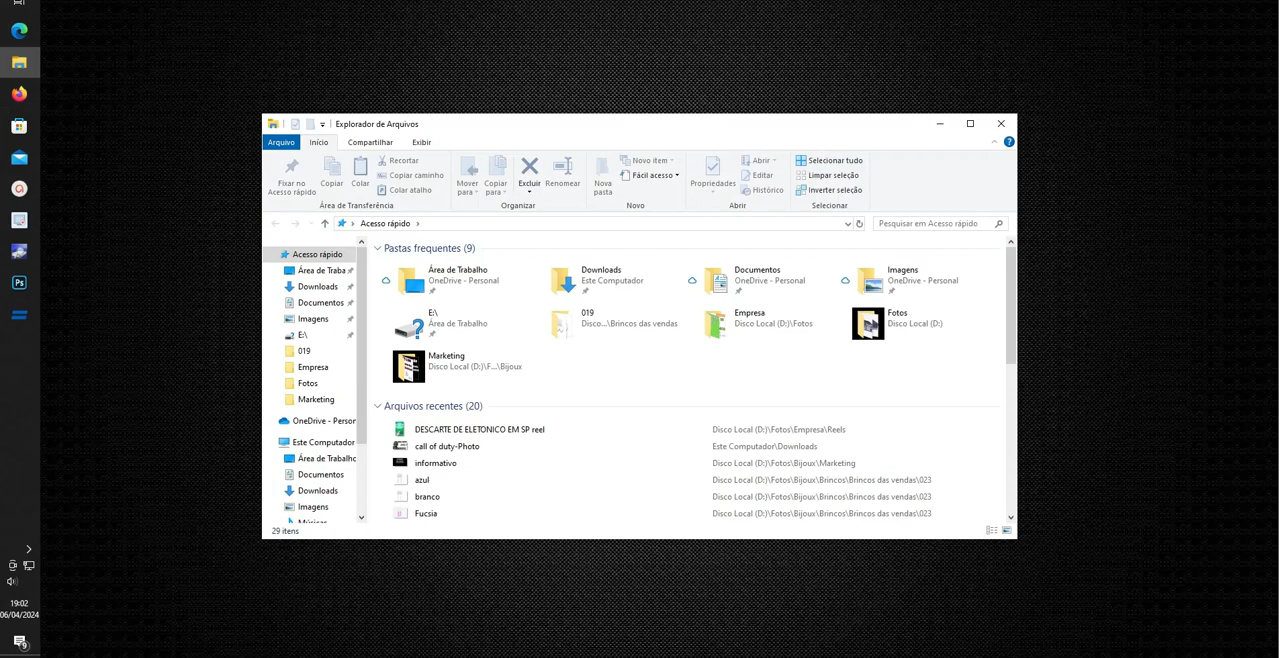 Explorador de Arquivos
Arquivo Início Compartilhar Exibir
Fixar no
Acesso rápido
Copiar
Colar
Recortar
Copiar caminho
Colar atalho
Área de Transferência
Mover
para
Copiar
para
Excluir
Renomear
Organizar
Nova
pasta
Novo item
Fácil acesso
Novo
Propriedades
Abrir
Editar
Histórico
Abrir
Selecionar tudo
Limpar seleção
Inverter seleção
Selecionar
Acesso rápido
Pesquisar em Acesso rápido
Acesso rápido
Área de Traba
Downloads
Documentos
Imagens
E:\
019
Empresa
Fotos
Marketing
OneDrive - Person
Este Computador
Área de Trabalho
Documentos
Downloads
Imagens
Músicas
Pastas frequentes (9)
Área de Trabalho
OneDrive - Personal
Downloads
Este Computador
Documentos
OneDrive - Personal
Imagens
OneDrive - Personal
E:\
Área de Trabalho
019
Disco...\Brincos das vendas
Empresa
Disco Local (D:)\Fotos
Fotos
Disco Local (D:)
Marketing
Disco Local (D:)\F...\Bijoux
Arquivos recentes (20)
DESCARTE DE ELETONICO EM SP reel Disco Local (D:)\Fotos\Empresa\Reels
call of duty-Photo Este Computador\Downloads
informativo Disco Local (D:)\Fotos\Bijoux\Marketing
azul Disco Local (D:)\Fotos\Bijoux\Brincos\Brincos das vendas\023
branco Disco Local (D:)\Fotos\Bijoux\Brincos\Brincos das vendas\023
Fucsia Disco Local (D:)\Fotos\Bijoux\Brincos\Brincos das vendas\023
29 itens
Ps
19:02
06/04/2024
9